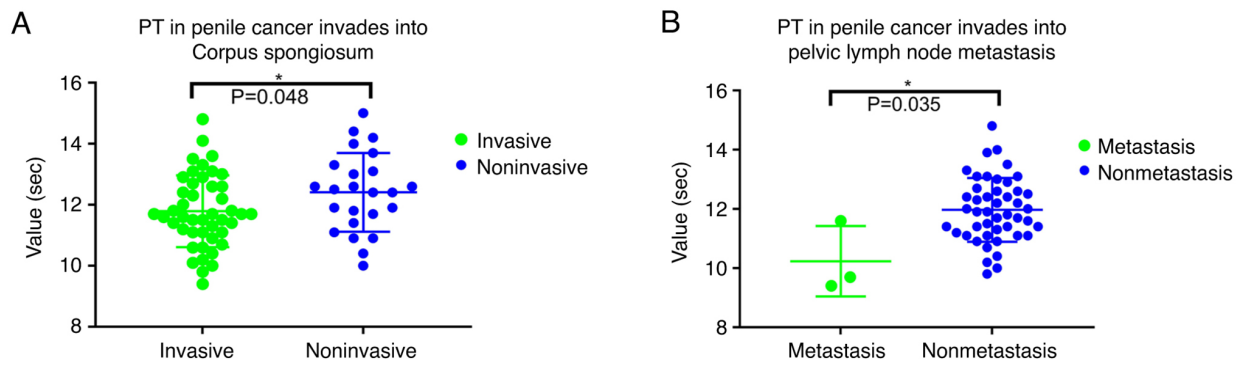 A
PT in penile cancer invades into
Corpus spongiosum
*
P=0.048
16
14
12
10
8
Value (sec)
Invasive
Noninvasive
Invasive
Noninvasive
B
PT in penile cancer invades into
pelvic lymph node metastasis
*
P=0.035
16
14
12
10
8
Value (sec)
Metastasis
Nonmetastasis
Metastasis
Nonmetastasis